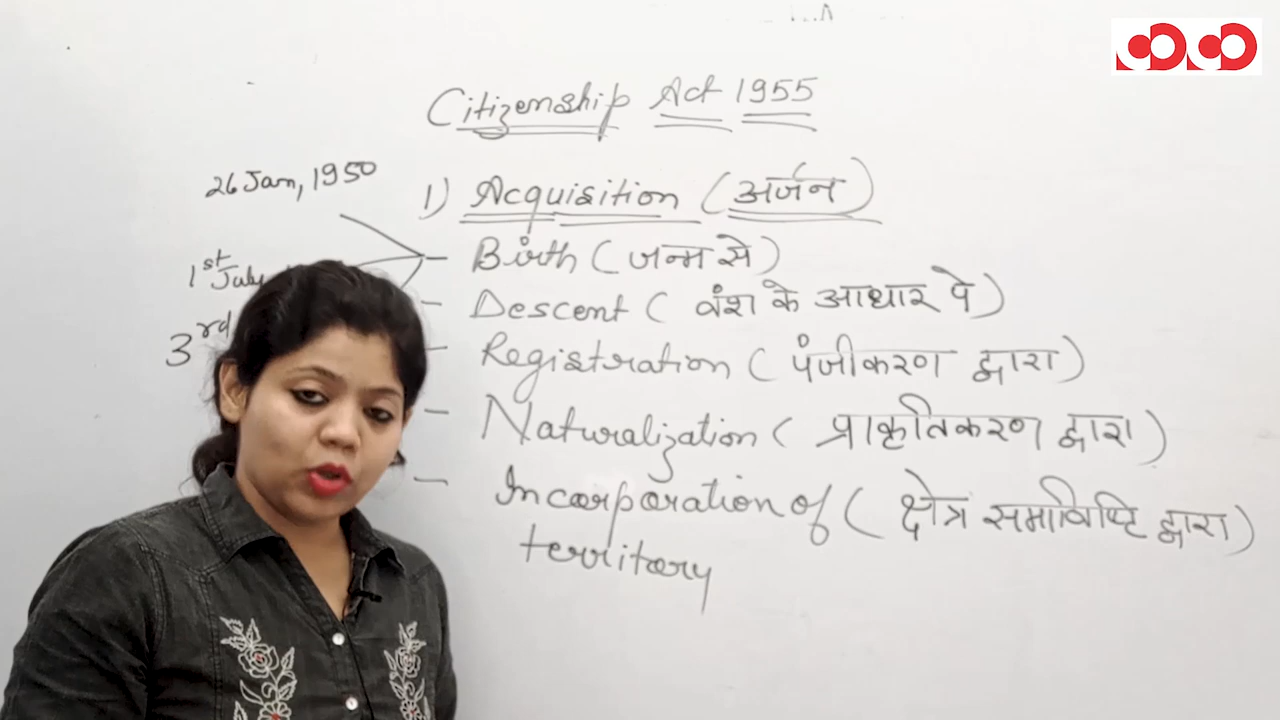 Citizenship Act 1955
26 Jan, 1950
1) Acquisition (अर्जन)
- Birth (जन्म से)
1st July
- Descent (वंश के आधार पे)
3rd
- Registration (पंजीकरण द्वारा)
- Naturalization (प्राकृतिकरण द्वारा)
- Incorporation of (क्षेत्र समाविष्टि द्वारा)
territory